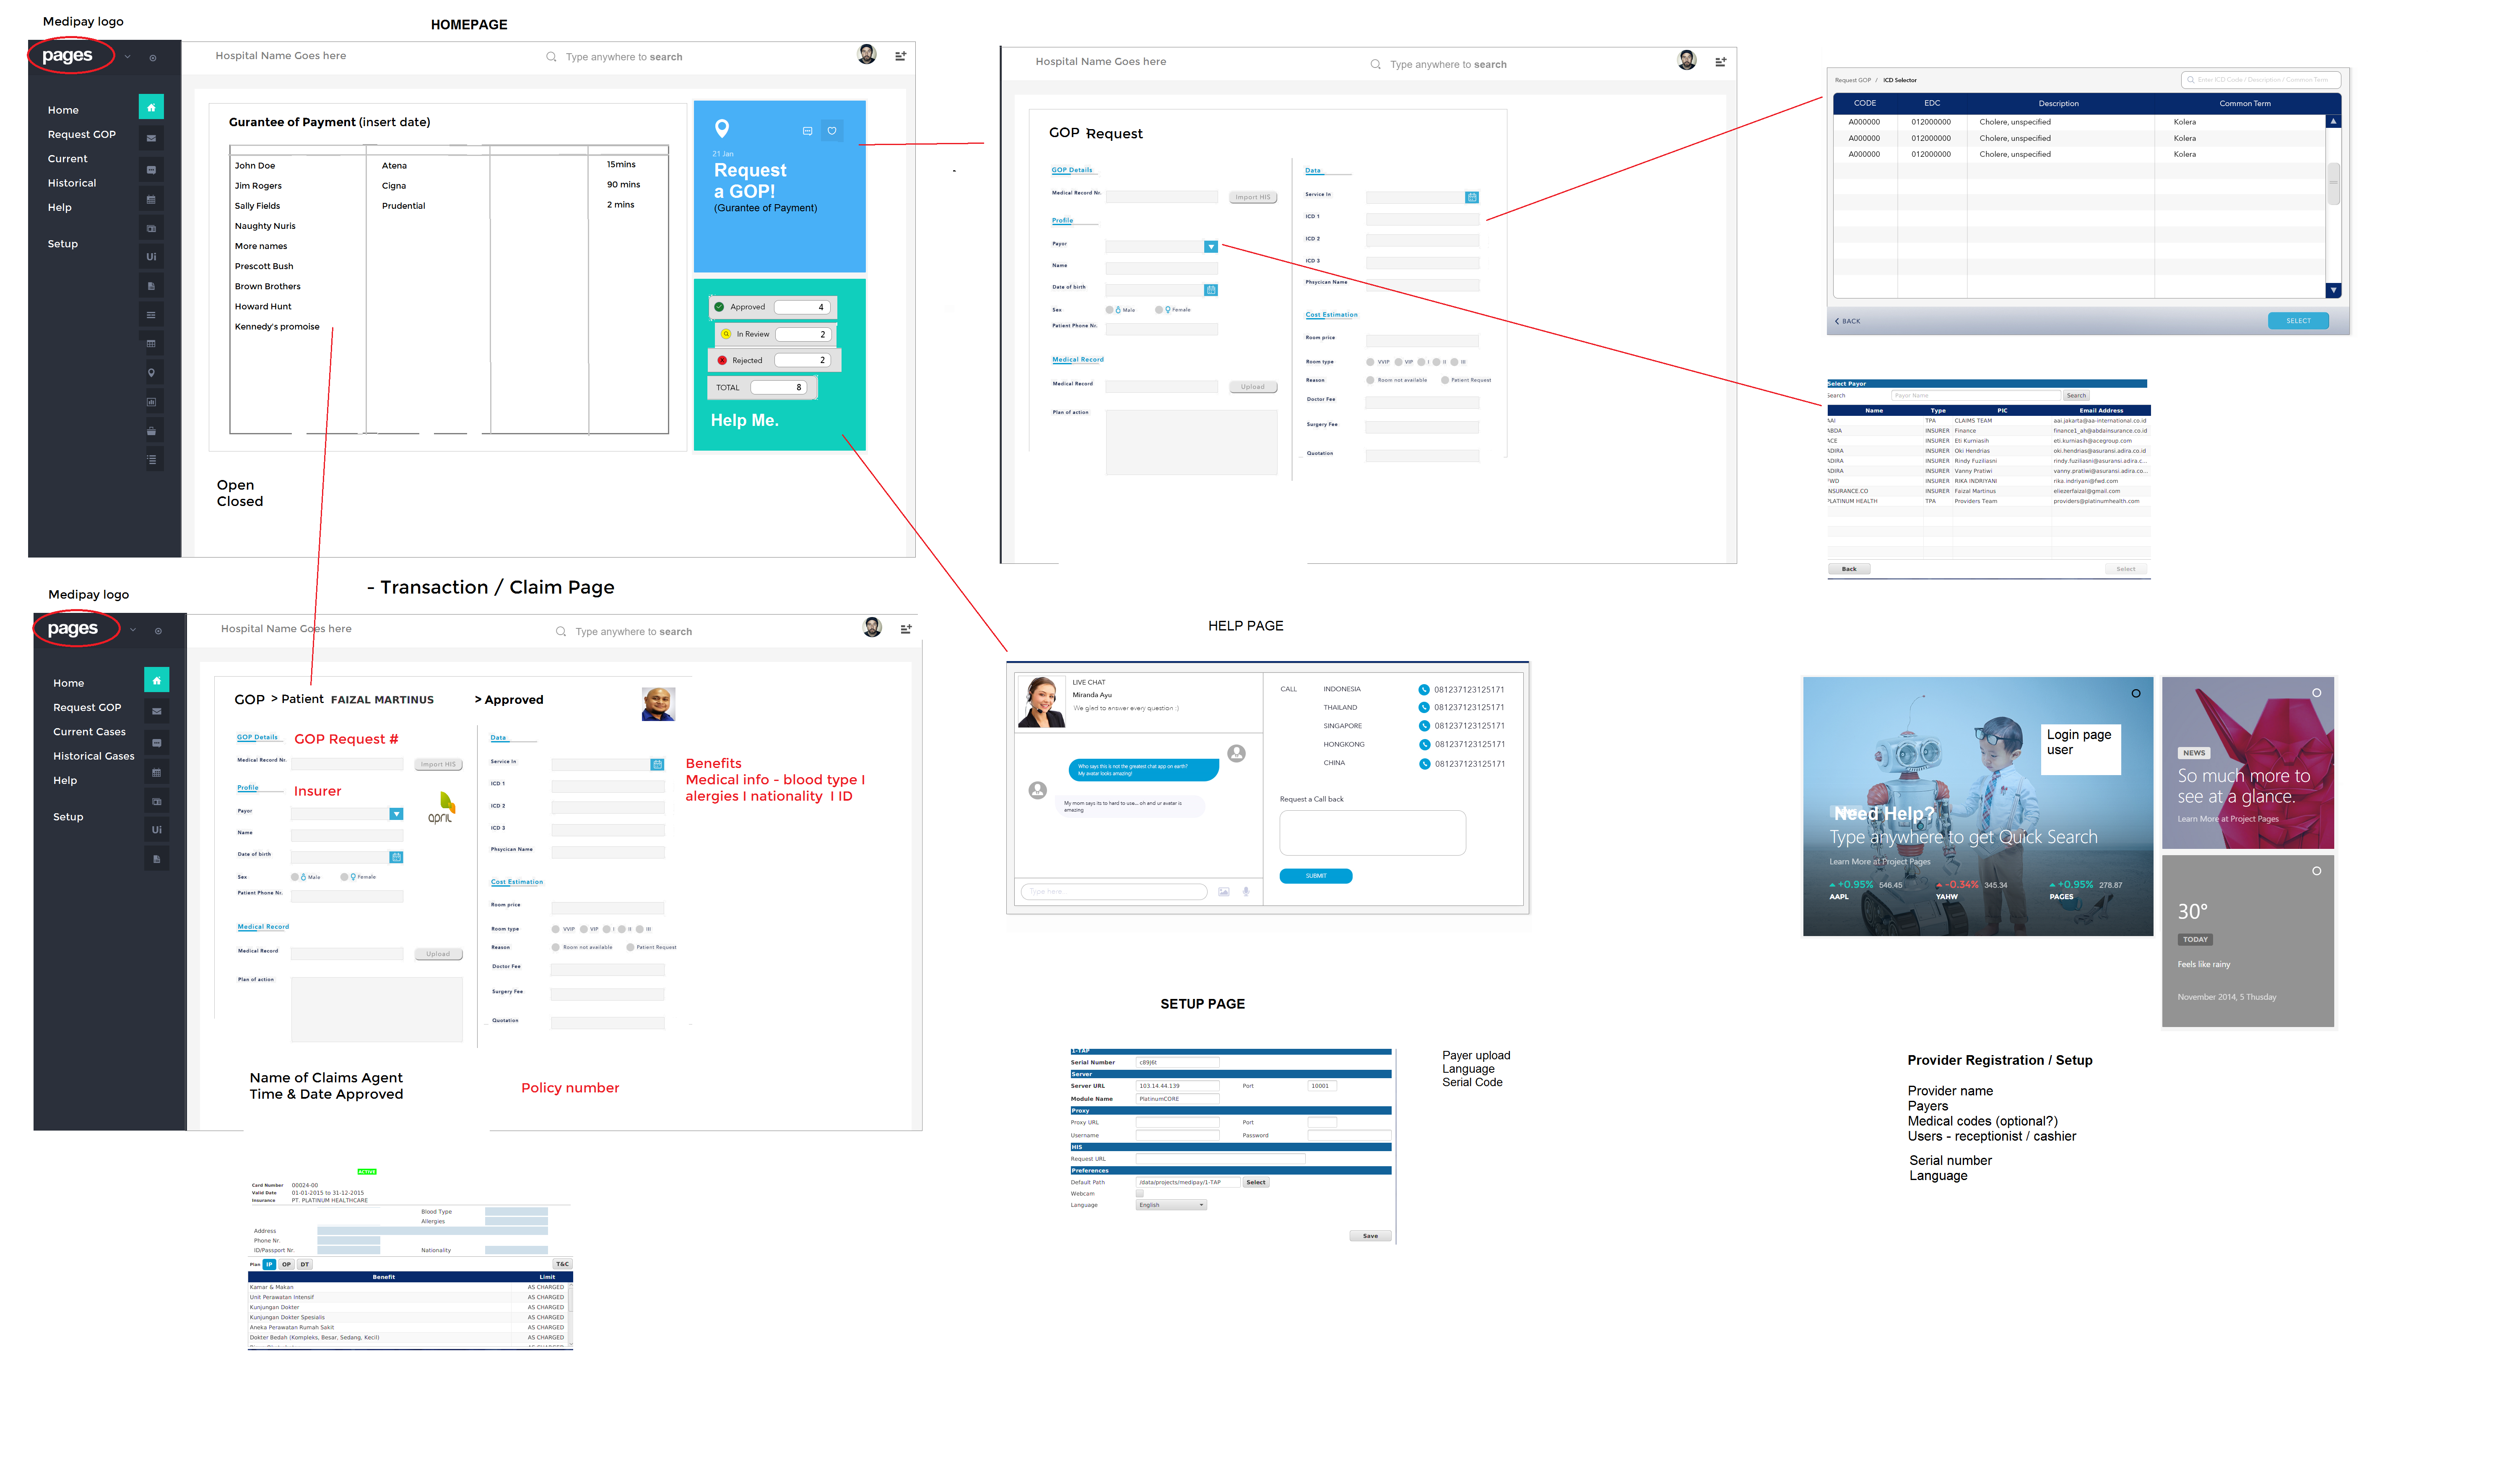 Medipay logo
HOMEPAGE
pages
Hospital Name Goes here
Type anywhere to search
Home
Request GOP
Current
Historical
Help
Setup
Ui
Gurantee of Payment (insert date)
John Doe Atena 15mins
Jim Rogers Cigna 90 mins
Sally Fields Prudential 2 mins
Naughty Nuris
More names
Prescott Bush
Brown Brothers
Howard Hunt
Kennedy's promoise
21 Jan
Request
a GOP!
(Gurantee of Payment)
Approved 4
In Review 2
Rejected 2
TOTAL 8
Help Me.
Open
Closed
Hospital Name Goes here
Type anywhere to search
GOP Request
GOP Details
Medical Record Nr. Import HIS
Profile
Payor
Name
Date of birth
Sex Male Female
Patient Phone Nr.
Medical Record
Medical Record Upload
Plan of action
Data
Service In
ICD 1
ICD 2
ICD 3
Phsycican Name
Cost Estimation
Room price
Room type VVIP VIP I II III
Reason Room not available Patient Request
Doctor Fee
Surgery Fee
Quotation
Request GOP / ICD Selector
Enter ICD Code / Description / Common Term
CODE EDC Description Common Term
A000000 012000000 Cholere, unspecified Kolera
A000000 012000000 Cholere, unspecified Kolera
A000000 012000000 Cholere, unspecified Kolera
BACK
SELECT
Select Payor
Search Payor Name Search
Name Type PIC Email Address
AAI TPA CLAIMS TEAM aai.jakarta@aa-international.co.id
ABDA INSURER Finance finance1_ah@abdainsurance.co.id
ACE INSURER Eti Kurniasih eti.kurniasih@acegroup.com
ADIRA INSURER Oki Hendrias oki.hendrias@asuransi.adira.co.id
ADIRA INSURER Rindy Fuziliasni rindy.fuziliasni@asuransi.adira.c...
ADIRA INSURER Vanny Pratiwi vanny.pratiwi@asuransi.adira.co...
FWD INSURER RIKA INDRIYANI rika.indriyani@fwd.com
INSURANCE.CO INSURER Faizal Martinus eliezerfaizal@gmail.com
PLATINUM HEALTH TPA Providers Team providers@platinumhealth.com
Back
Select
- Transaction / Claim Page
Medipay logo
pages
Hospital Name Goes here
Type anywhere to search
Home
Request GOP
Current Cases
Historical Gases
Help
Setup
Ui
GOP > Patient FAIZAL MARTINUS > Approved
GOP Details GOP Request #
Medical Record Nr. Import HIS
Profile Insurer
Payor
april
Name
Date of birth
Sex Male Female
Patient Phone Nr.
Medical Record
Medical Record Upload
Plan of action
Data
Service In
ICD 1
ICD 2
ICD 3
Phsycican Name
Cost Estimation
Room price
Room type VVIP VIP I II III
Reason Room not available Patient Request
Doctor Fee
Surgery Fee
Quotation
Benefits
Medical info - blood type I
alergies I nationality I ID
Name of Claims Agent
Time & Date Approved
Policy number
ACTIVE
Card Number 00024-00
Valid Date 01-01-2015 to 31-12-2015
Insurance PT. PLATINUM HEALTHCARE
Blood Type
Allergies
Address
Phone Nr.
ID/Passport Nr. Nationality
Plan IP OP DT T&C
Benefit Limit
Kamar & Makan AS CHARGED
Unit Perawatan Intensif AS CHARGED
Kunjungan Dokter AS CHARGED
Kunjungan Dokter Spesialis AS CHARGED
Aneka Perawatan Rumah Sakit AS CHARGED
Dokter Bedah (Kompleks, Besar, Sedang, Kecil) AS CHARGED
HELP PAGE
LIVE CHAT
Miranda Ayu
We gled to answer every question :)
Who says this is not the greatest chat app on earth?
My avatar looks amazing!
My mom says its to hard to use... oh and ur avatar is
amazing
Type here
CALL INDONESIA 081237123125171
THAILAND 081237123125171
SINGAPORE 081237123125171
HONGKONG 081237123125171
CHINA 081237123125171
Request a Call back
SUBMIT
SETUP PAGE
1-TAP
Serial Number c89J6t
Server
Server URL 103.14.44.139 Port 10001
Module Name PlatinumCORE
Proxy
Proxy URL Port
Username Password
HIS
Request URL
Preferences
Default Path /data/projects/medipay/1-TAP Select
Webcam
Language English
Save
Payer upload
Language
Serial Code
Login page
user
Need Help?
Type anywhere to get Quick Search
Learn More at Project Pages
+0.95% 546.45
AAPL
-0.34% 345.34
YAHW
+0.95% 278.87
PAGES
NEWS
So much more to
see at a glance.
Learn More at Project Pages
30°
TODAY
Feels like rainy
November 2014, 5 Thusday
Provider Registration / Setup
Provider name
Payers
Medical codes (optional?)
Users - receptionist / cashier
Serial number
Language